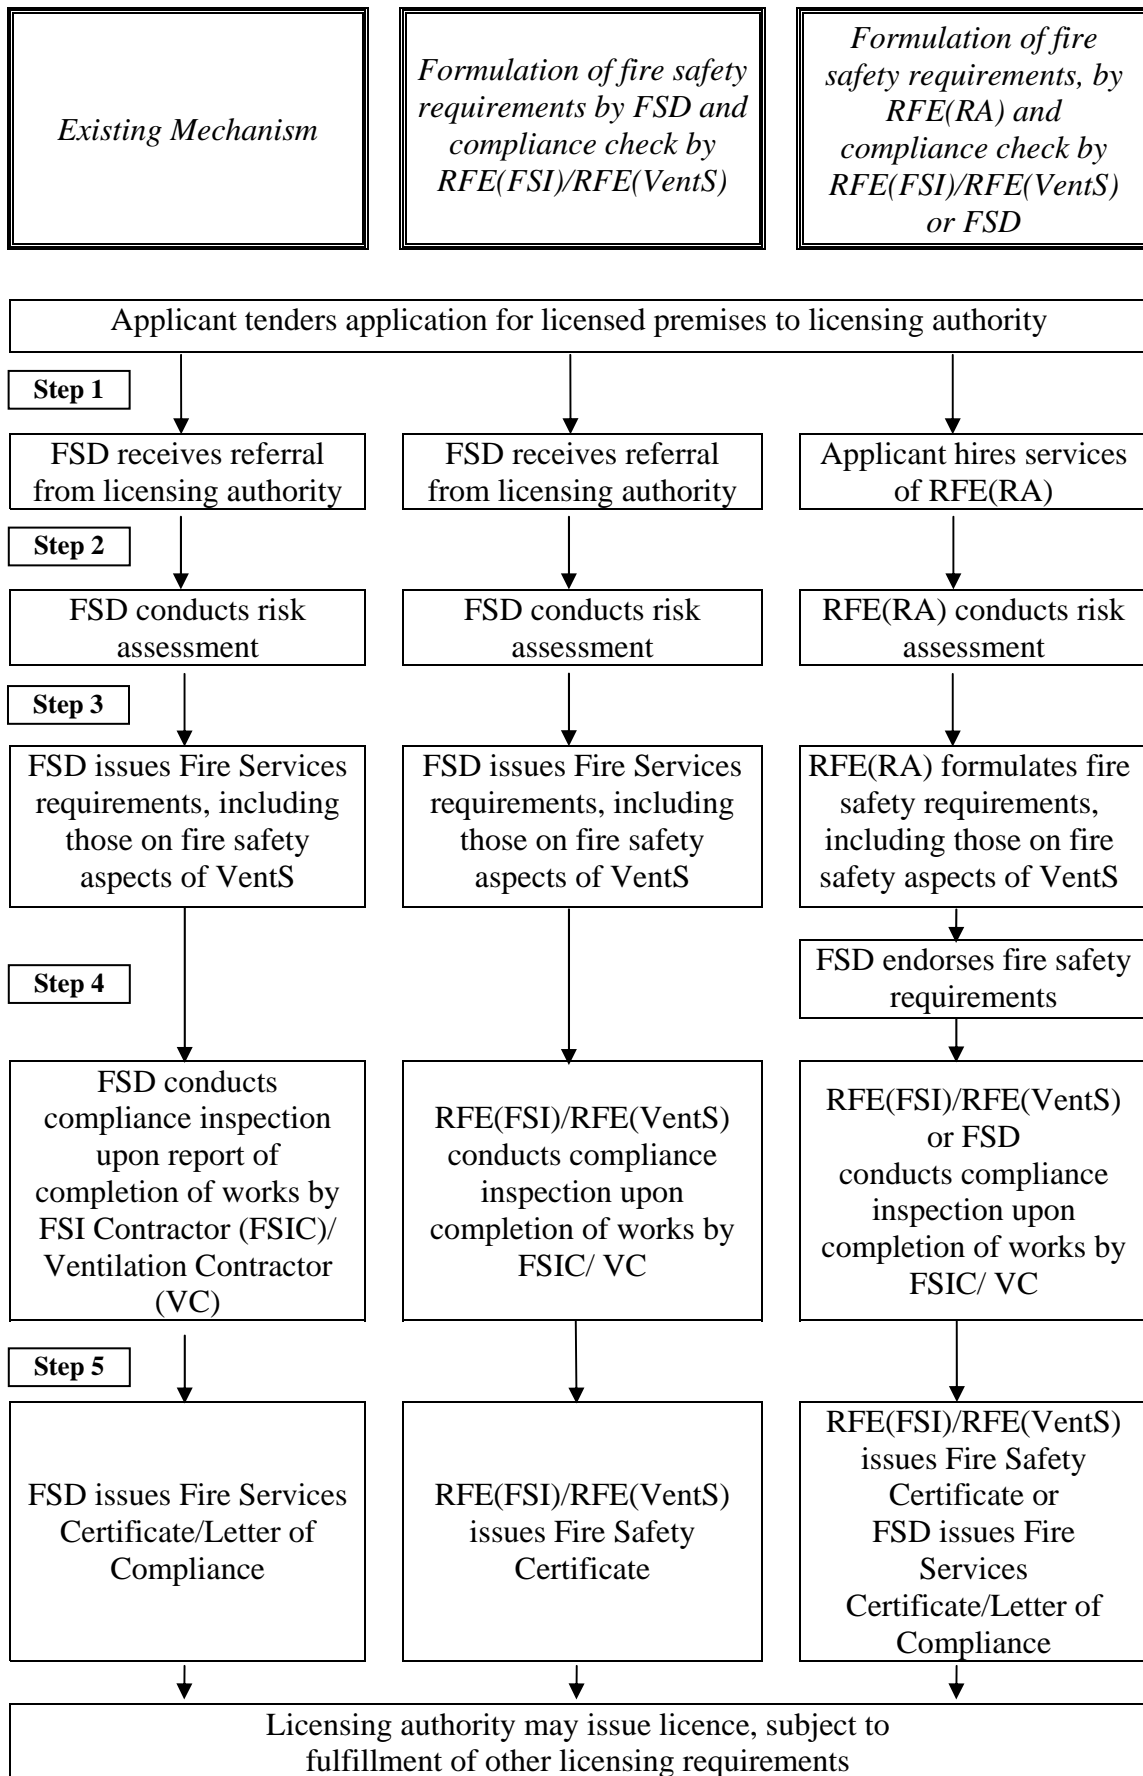 Existing Mechanism
Formulation of fire safety
requirements by FSD and
compliance check by
RFE(FSI)/RFE(VentS)
Formulation of fire
safety requirements, by
RFE(RA) and
compliance check by
RFE(FSI)/RFE(VentS)
or FSD
Applicant tenders application for licensed premises to licensing authority
Step 1
FSD receives referral
from licensing authority
FSD receives referral
from licensing authority
Applicant hires services
of RFE(RA)
Step 2
FSD conducts risk
assessment
FSD conducts risk
assessment
RFE(RA) conducts risk
assessment
Step 3
FSD issues Fire Services
requirements, including
those on fire safety
aspects of VentS
FSD issues Fire Services
requirements, including
those on fire safety
aspects of VentS
RFE(RA) formulates fire
safety requirements,
including those on fire
safety aspects of VentS
Step 4
FSD endorses fire safety
requirements
FSD conducts
compliance inspection
upon report of
completion of works by
FSI Contractor (FSIC)/
Ventilation Contractor
(VC)
RFE(FSI)/RFE(VentS)
conducts compliance
inspection upon
completion of works by
FSIC/ VC
RFE(FSI)/RFE(VentS)
or FSD
conducts compliance
inspection upon
completion of works by
FSIC/ VC
Step 5
FSD issues Fire Services
Certificate/Letter of
Compliance
RFE(FSI)/RFE(VentS)
issues Fire Safety
Certificate
RFE(FSI)/RFE(VentS)
issues Fire Safety
Certificate or
FSD issues Fire
Services
Certificate/Letter of
Compliance
Licensing authority may issue licence, subject to
fulfillment of other licensing requirements